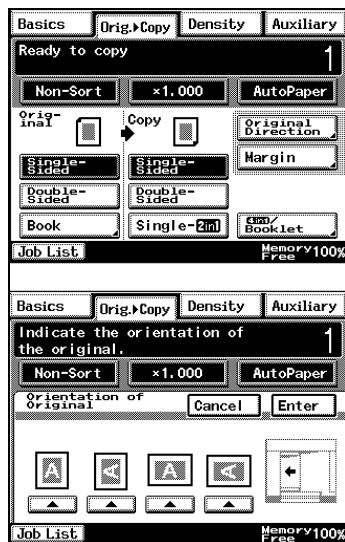 Basics Orig.▸Copy Density Auxiliary
Ready to copy 1
Non-Sort ×1.000 AutoPaper
Orig-
inal Copy Original
Direction
Single-
Sided Single-
Sided Margin
Double-
Sided Double-
Sided
Book Single-2in1 4in1/
Booklet
Job List Memory
Free 100%
Basics Orig.▸Copy Density Auxiliary
Indicate the orientation of
the original. 1
Non-Sort ×1.000 AutoPaper
Orientation of
Original Cancel Enter
A A A A
Job List Memory
Free 100%